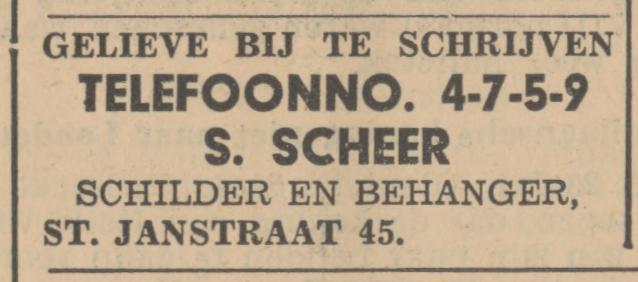 GELIEVE BIJ TE SCHRIJVEN
TELEFOONNO. 4-7-5-9
S. SCHEER
SCHILDER EN BEHANGER,
ST. JANSTRAAT 45.